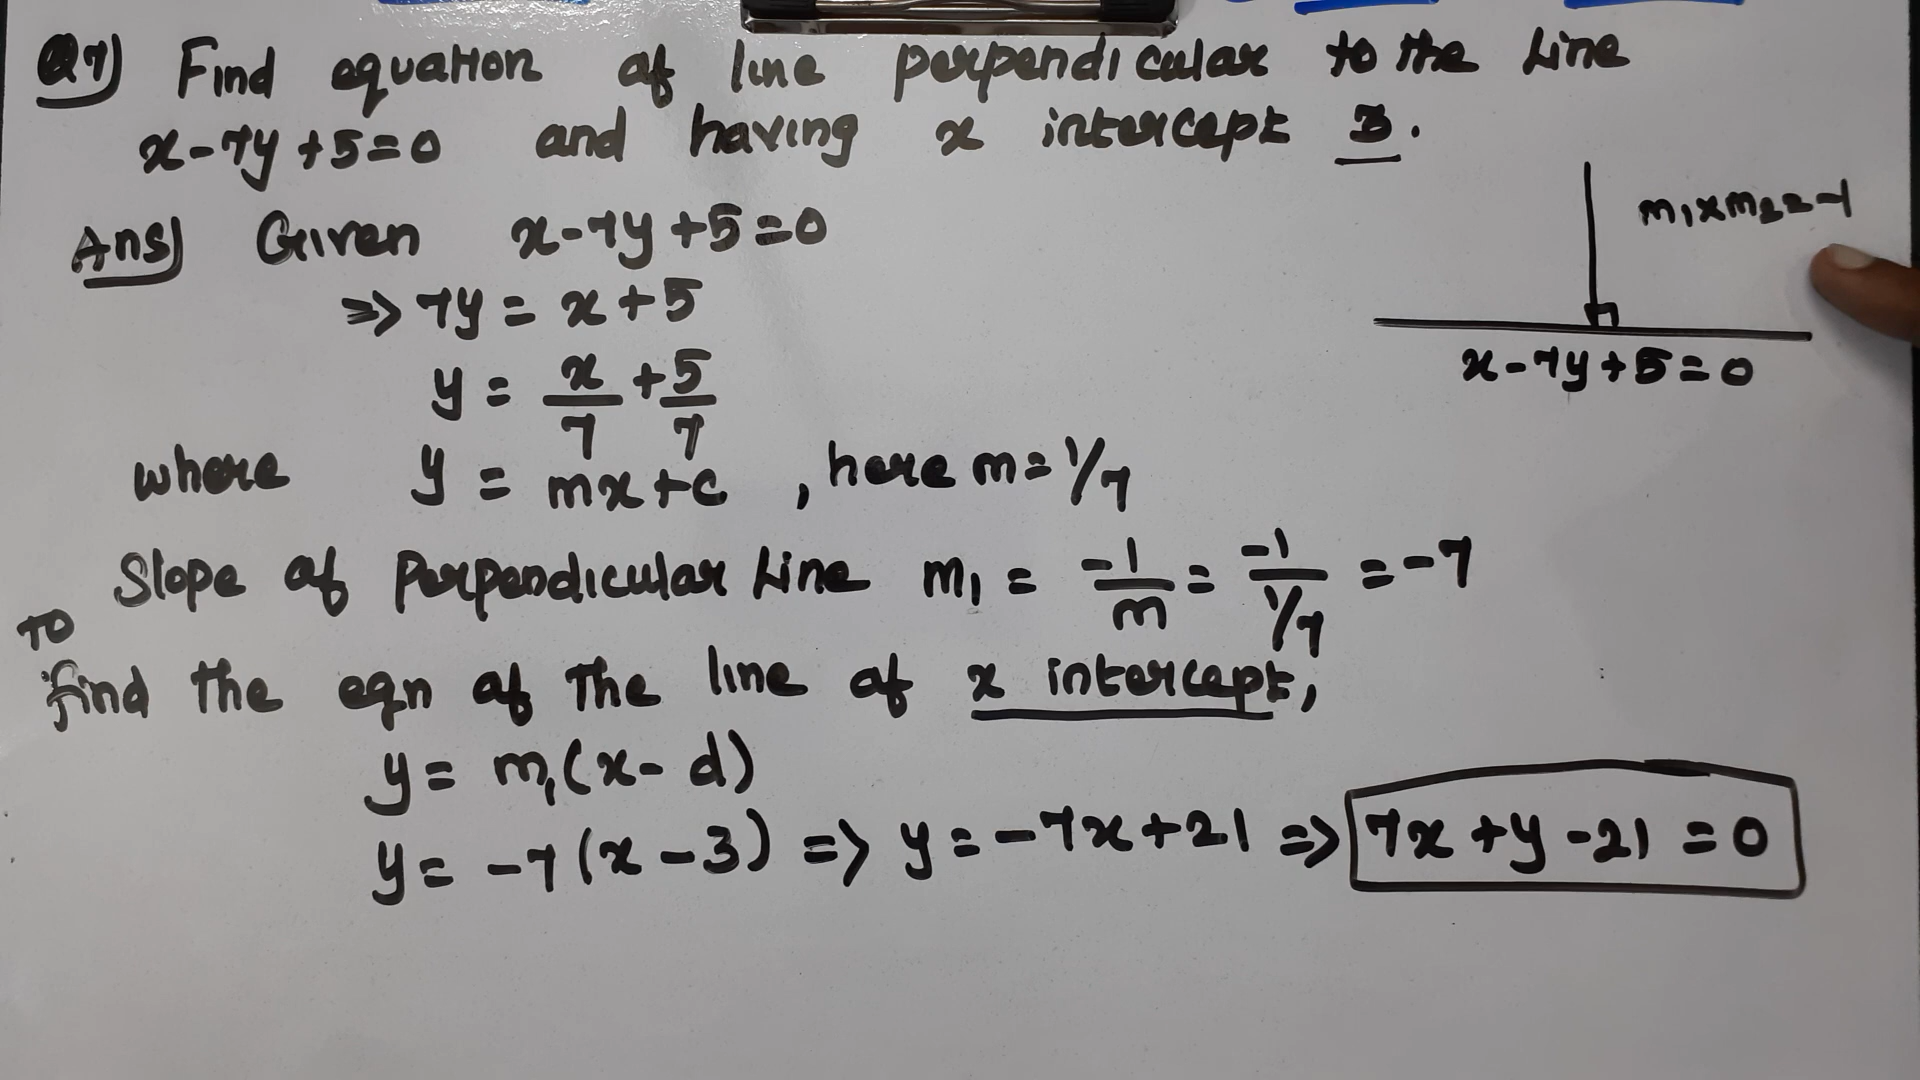 Q7) Find equation of line perpendicular to the line
x-7y+5=0 and having x intercept 3.
Ans) Given x-7y+5=0
m1xm2=-1
=> 7y = x+5
y = x/7 + 5/7
x-7y+5=0
where y = mx+c , here m=1/7
Slope of Perpendicular line m1 = -1/m = -1/1/7 = -7
To
find the eqn of the line of x intercept,
y = m1(x-d)
y = -7(x-3) => y = -7x+21 => 7x+y-21=0